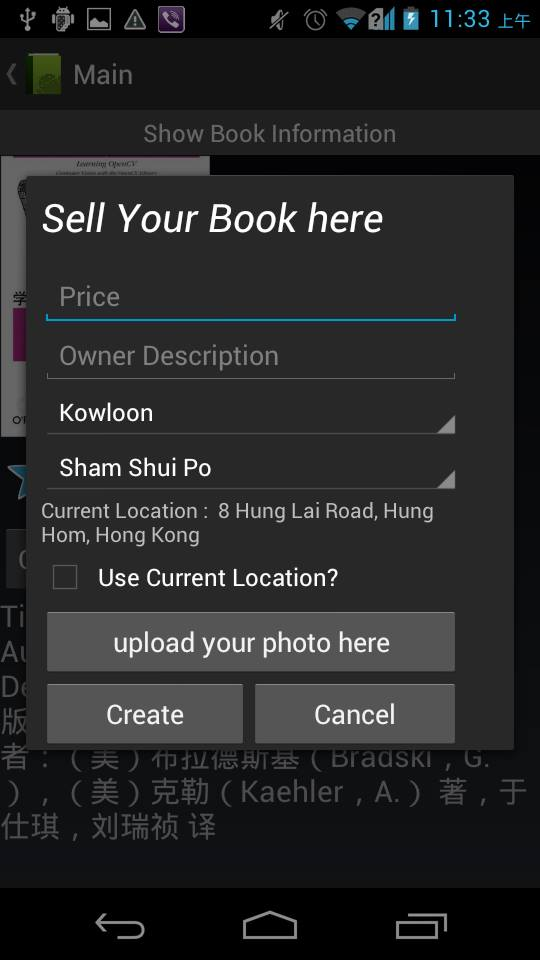 11:33 上午
Main
Show Book Information
Learning OpenCV
Sell Your Book here
Price
Owner Description
Kowloon
Sham Shui Po
Current Location : 8 Hung Lai Road, Hung
Hom, Hong Kong
Use Current Location?
upload your photo here
Create
Cancel
者：（美）布拉德斯基（Bradski，G.
），（美）克勒（Kaehler，A.）著，于
仕琪，刘瑞祯 译